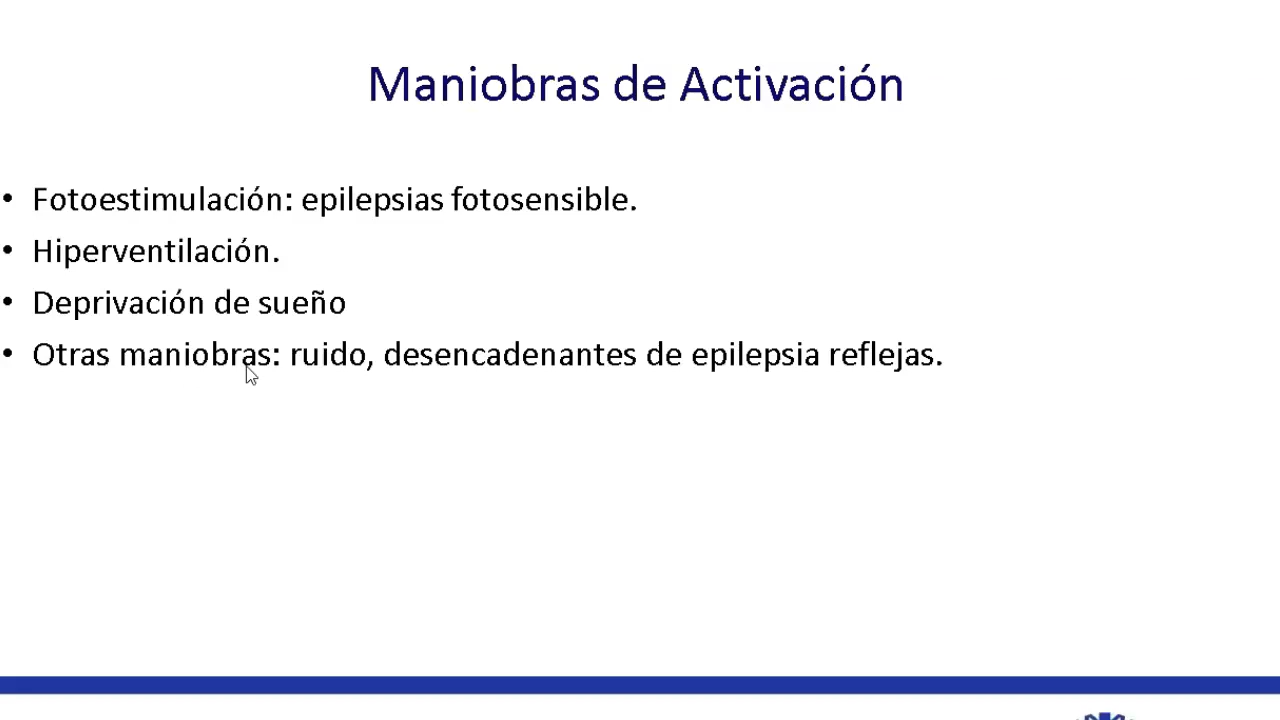 Maniobras de Activación
• Fotoestimulación: epilepsias fotosensible.
• Hiperventilación.
• Deprivación de sueño
• Otras maniobras: ruido, desencadenantes de epilepsia reflejas.